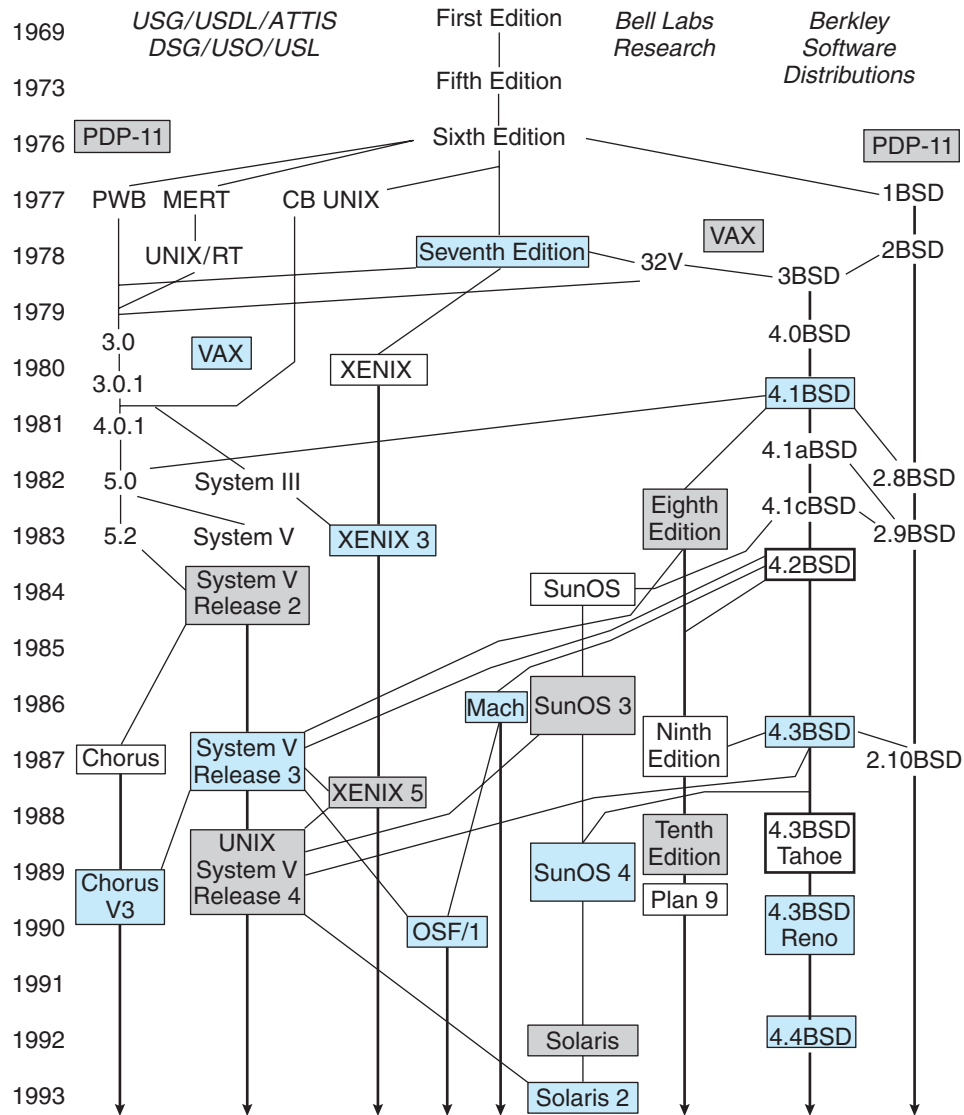 USG/USDL/ATTIS
DSG/USO/USL
Bell Labs
Research
Berkley
Software
Distributions
1969
First Edition
1973
Fifth Edition
1976
PDP-11
Sixth Edition
PDP-11
1977
PWB
MERT
CB UNIX
1BSD
1978
UNIX/RT
Seventh Edition
VAX
32V
2BSD
3BSD
1979
3.0
VAX
4.0BSD
1980
3.0.1
XENIX
4.1BSD
1981
4.0.1
4.1aBSD
1982
5.0
System III
2.8BSD
Eighth
Edition
4.1cBSD
1983
5.2
System V
XENIX 3
2.9BSD
4.2BSD
1984
System V
Release 2
SunOS
1985
1986
Mach
SunOS 3
1987
Chorus
System V
Release 3
Ninth
Edition
4.3BSD
2.10BSD
XENIX 5
1988
UNIX
System V
Release 4
Tenth
Edition
4.3BSD
Tahoe
1989
Chorus
V3
SunOS 4
Plan 9
1990
OSF/1
4.3BSD
Reno
1991
1992
Solaris
4.4BSD
1993
Solaris 2